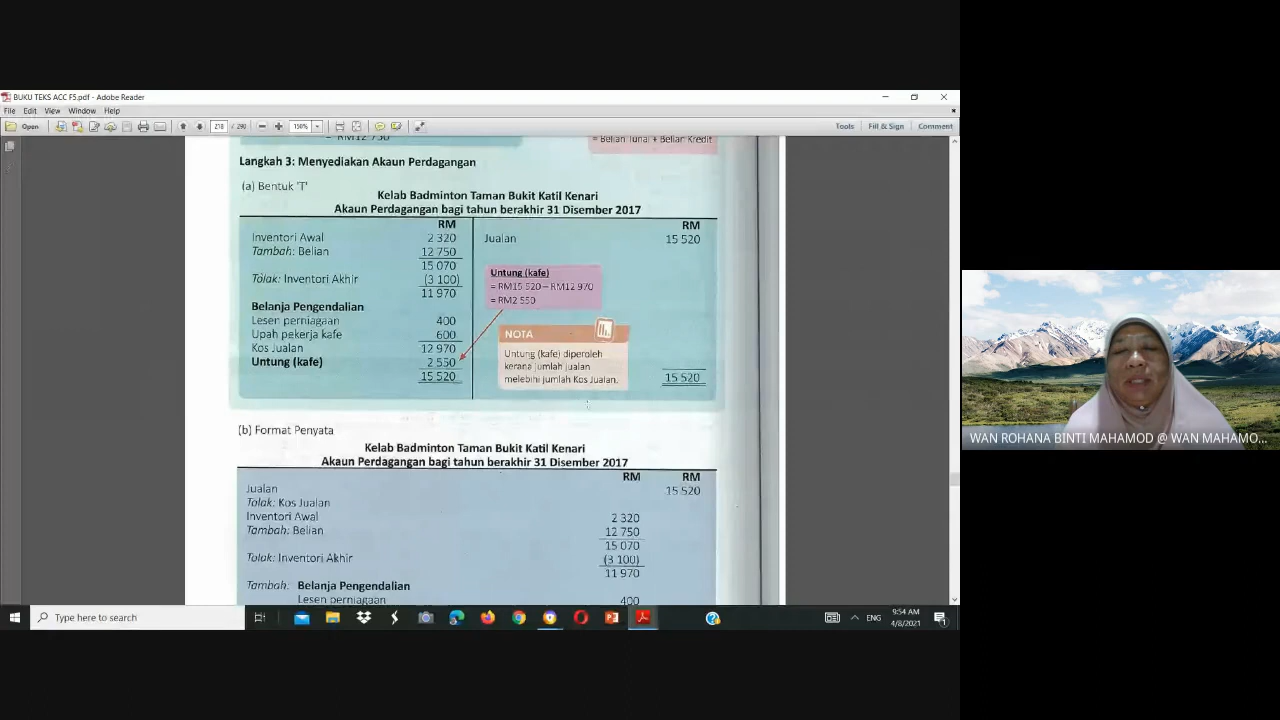 BUKU TEKS ACC F5.pdf - Adobe Reader
File Edit View Window Help
Open 218 / 290 150% Tools Fill & Sign Comment
= RM12 750
= Belian Tunai + Belian Kredit
Langkah 3: Menyediakan Akaun Perdagangan
(a) Bentuk 'T'
Kelab Badminton Taman Bukit Katil Kenari
Akaun Perdagangan bagi tahun berakhir 31 Disember 2017
RM RM
Inventori Awal 2 320 Jualan 15 520
Tambah: Belian 12 750
15 070
Tolak: Inventori Akhir (3 100)
11 970
Belanja Pengendalian
Lesen perniagaan 400
Upah pekerja kafe 600
Kos Jualan 12 970
Untung (kafe) 2 550
15 520 15 520
Untung (kafe)
= RM15 520 – RM12 970
= RM2 550
NOTA
Untung (kafe) diperoleh
kerana jumlah jualan
melebihi jumlah Kos Jualan.
(b) Format Penyata
Kelab Badminton Taman Bukit Katil Kenari
Akaun Perdagangan bagi tahun berakhir 31 Disember 2017
RM RM
Jualan 15 520
Tolak: Kos Jualan
Inventori Awal 2 320
Tambah: Belian 12 750
15 070
Tolak: Inventori Akhir (3 100)
11 970
Tambah: Belanja Pengendalian
Lesen perniagaan 400
WAN ROHANA BINTI MAHAMOD @ WAN MAHAMO...
Type here to search
ENG
9:54 AM
4/8/2021